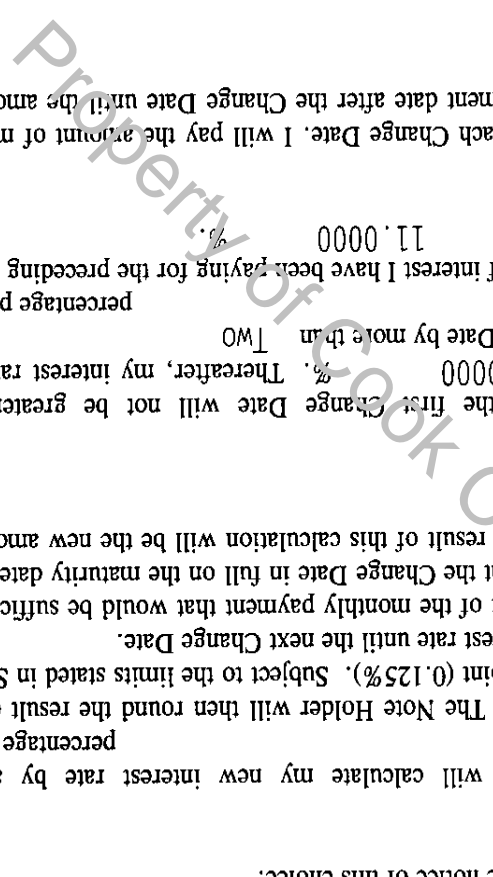 notice of this choice.
will calculate my new interest rate by a
percentage
The Note Holder will then round the result
oint (0.125%). Subject to the limits stated in S
est rate until the next Change Date.
of the monthly payment that would be suffic
t the Change Date in full on the maturity date
result of this calculation will be the new amo
the first Change Date will not be greater
0000 %. Thereafter, my interest ra
Date by more than TWO
percentage p
f interest I have been paying for the preceding
11.0000 %.
ach Change Date. I will pay the amount of m
ment date after the Change Date until the amo
Property of Cook C